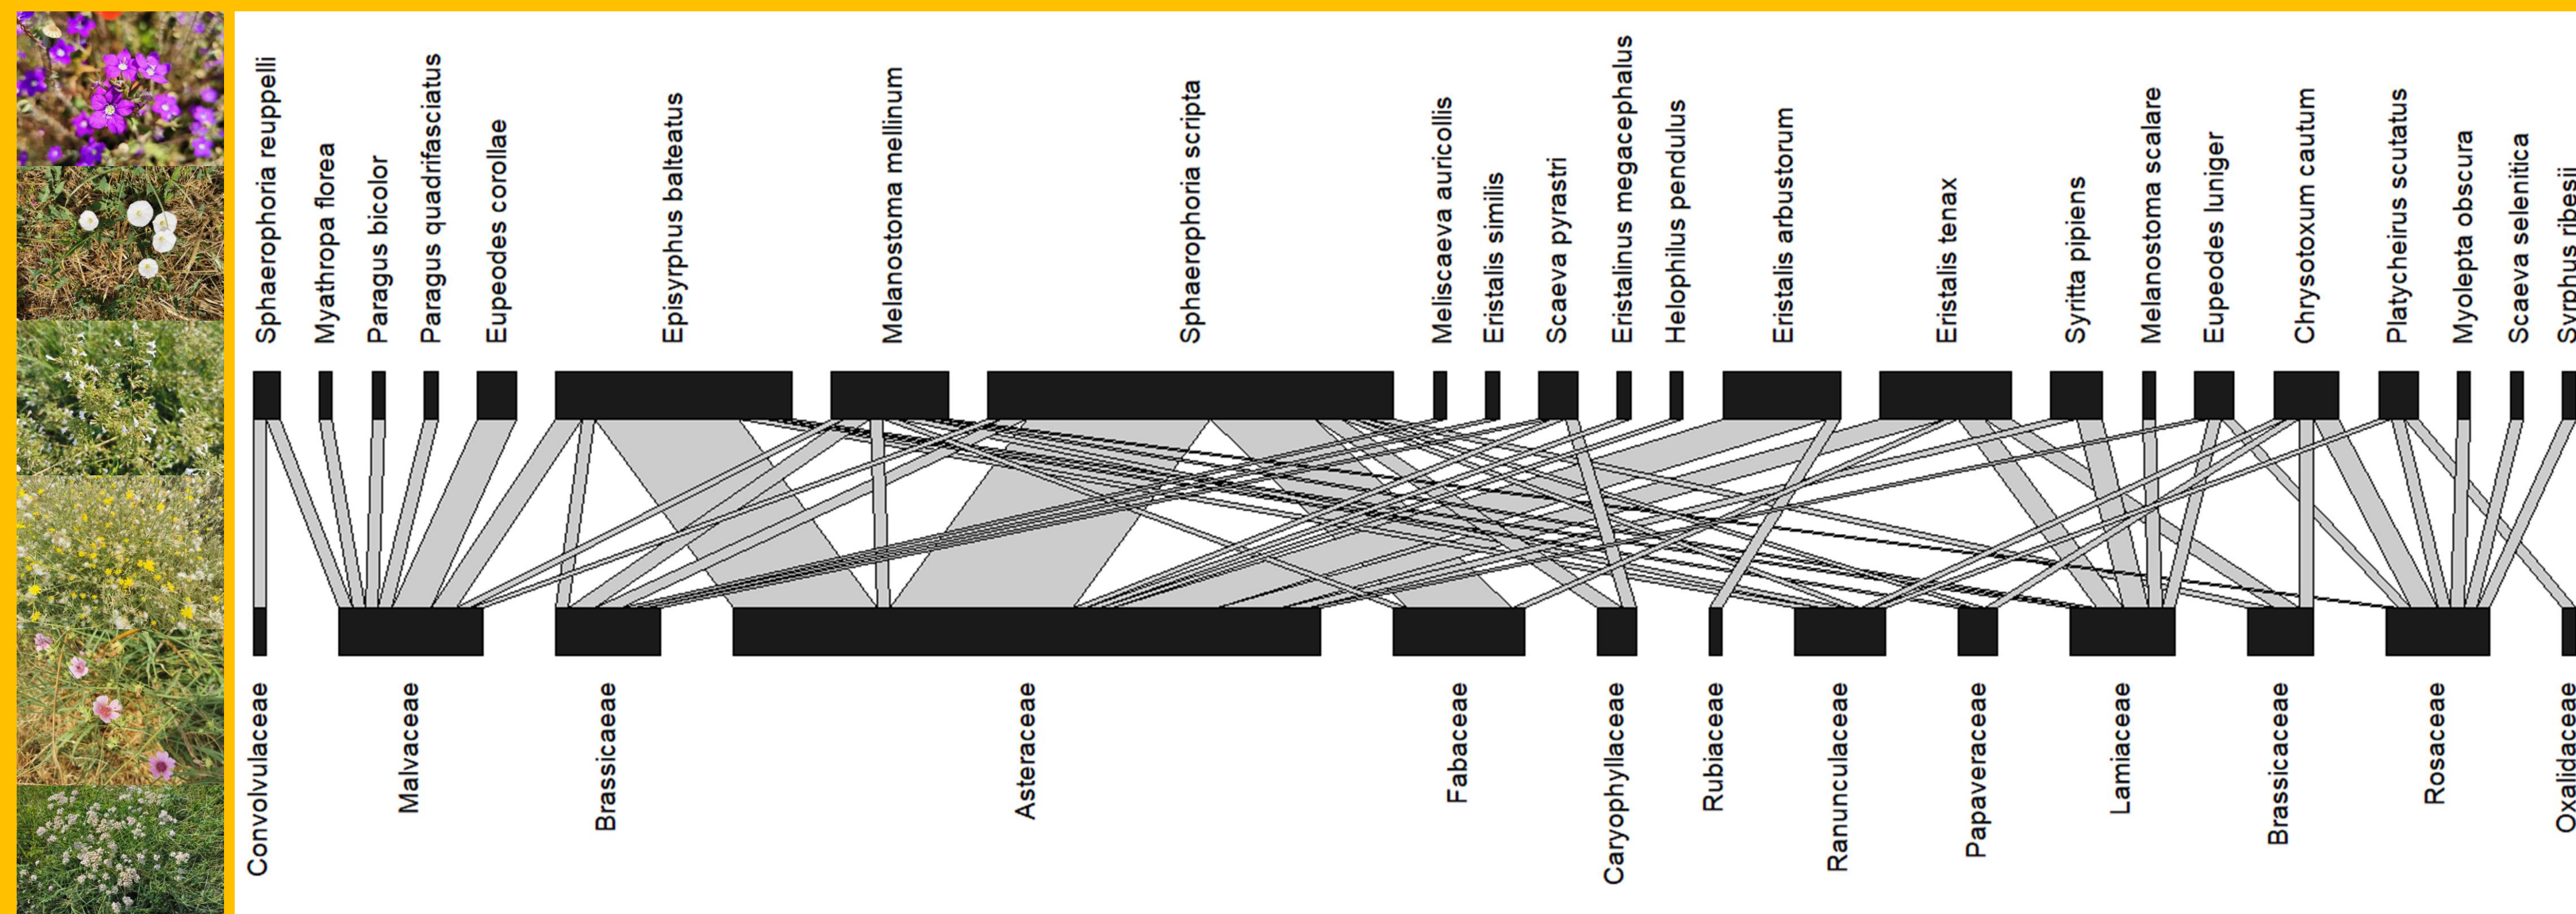 Sphaerophoria reuppelli
Myathropa florea
Paragus bicolor
Paragus quadrifasciatus
Eupeodes corollae
Episyrphus balteatus
Melanostoma mellinum
Sphaerophoria scripta
Meliscaeva auricollis
Eristalis similis
Scaeva pyrastri
Eristalinus megacephalus
Helophilus pendulus
Eristalis arbustorum
Eristalis tenax
Syritta pipiens
Melanostoma scalare
Eupeodes luniger
Chrysotoxum cautum
Platycheirus scutatus
Myolepta obscura
Scaeva selenitica
Syrphus ribesii
Convolvulaceae
Malvaceae
Brassicaeae
Asteraceae
Fabaceae
Caryophyllaceae
Rubiaceae
Ranunculaceae
Papaveraceae
Lamiaceae
Brassicaceae
Rosaceae
Oxalidaceae